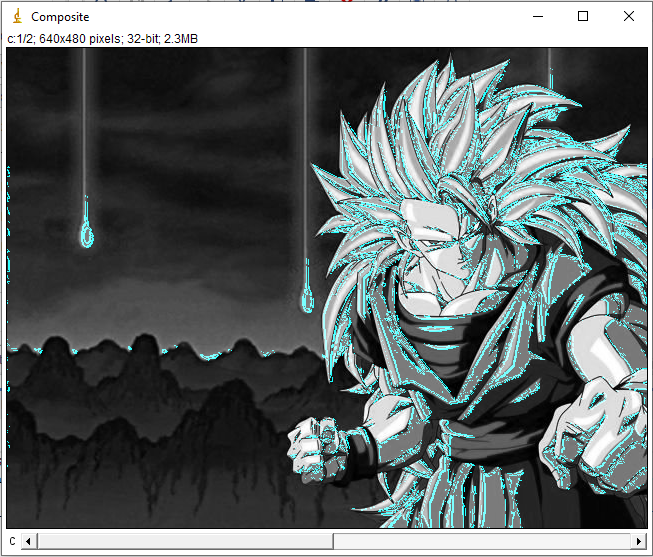 Composite
c:1/2; 640x480 pixels; 32-bit; 2.3MB
c